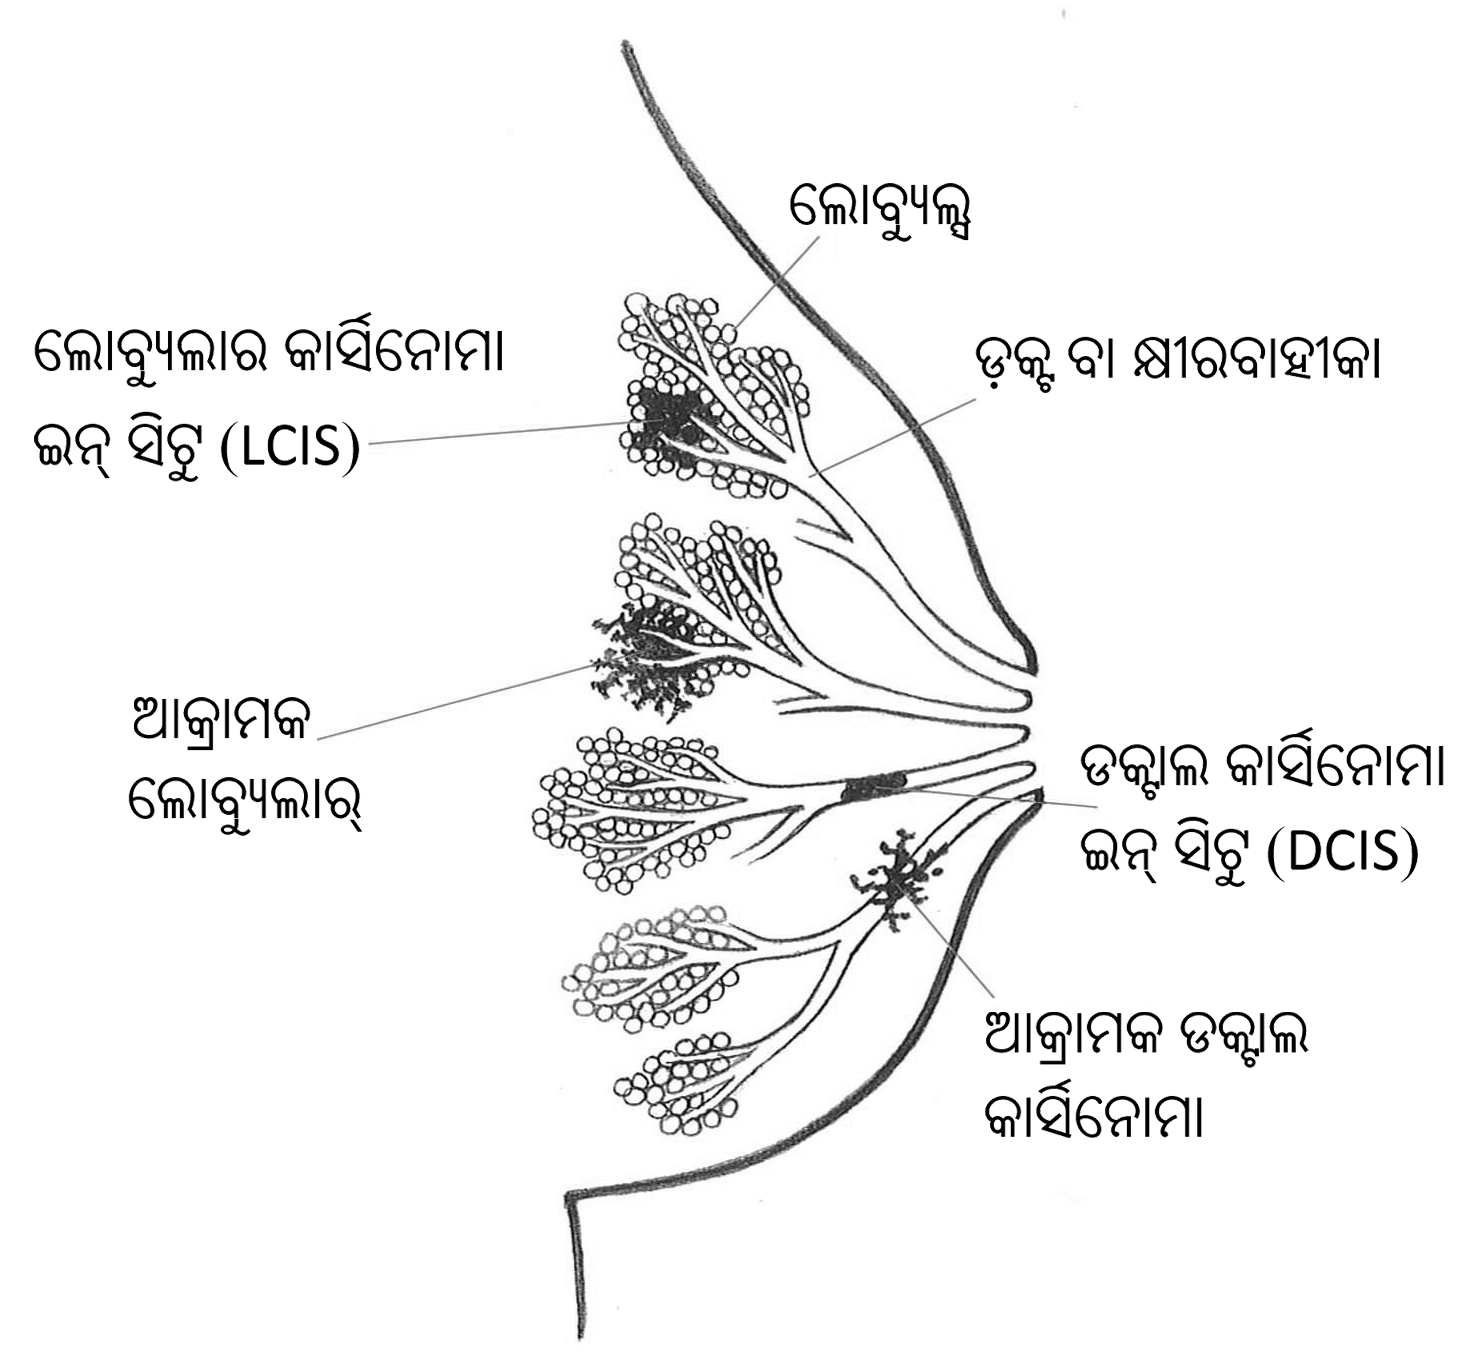 ଲୋବ୍ୟୁଲ୍ସ
ଲୋବ୍ୟୁଲାର କାର୍ସିନୋମା
ଇନ୍ ସିଟୁ (LCIS)
ଡ଼କ୍ଟ ବା କ୍ଷୀରବାହୀକା
ଆକ୍ରାମକ
ଲୋବ୍ୟୁଲାର୍
ଡକ୍ଟାଲ କାର୍ସିନୋମା
ଇନ୍ ସିଟୁ (DCIS)
ଆକ୍ରାମକ ଡକ୍ଟାଲ
କାର୍ସିନୋମା